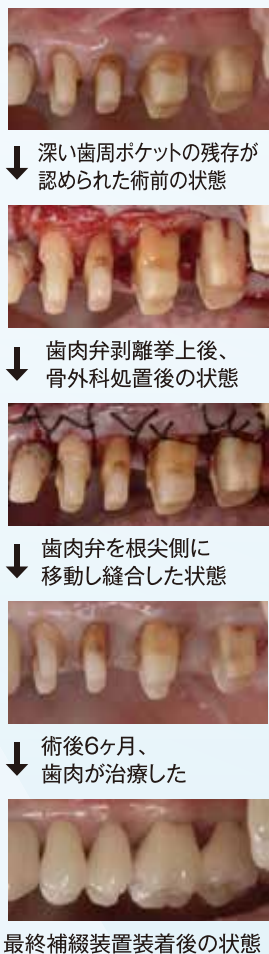 深い歯周ポケットの残存が
認められた術前の状態
歯肉弁剥離挙上後、
骨外科処置後の状態
歯肉弁を根尖側に
移動し縫合した状態
術後6ヶ月、
歯肉が治療した
最終補綴装置装着後の状態